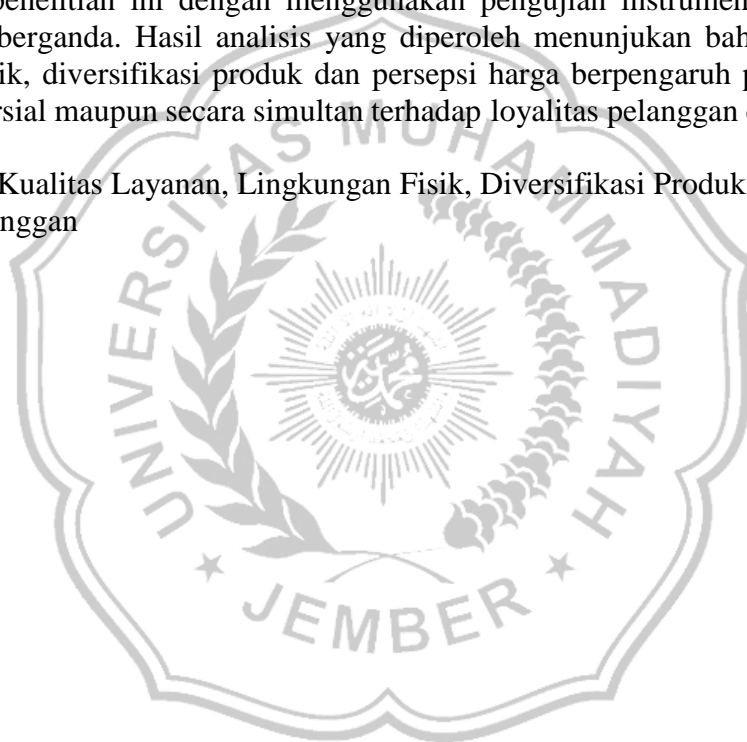 penelitian ini dengan menggunakan pengujian instrumen
berganda. Hasil analisis yang diperoleh menunjukan bah
ik, diversifikasi produk dan persepsi harga berpengaruh p
rsial maupun secara simultan terhadap loyalitas pelanggan
Kualitas Layanan, Lingkungan Fisik, Diversifikasi Produk
nggan
UNIVERSITAS MUHAMMADIYAH
JEMBER